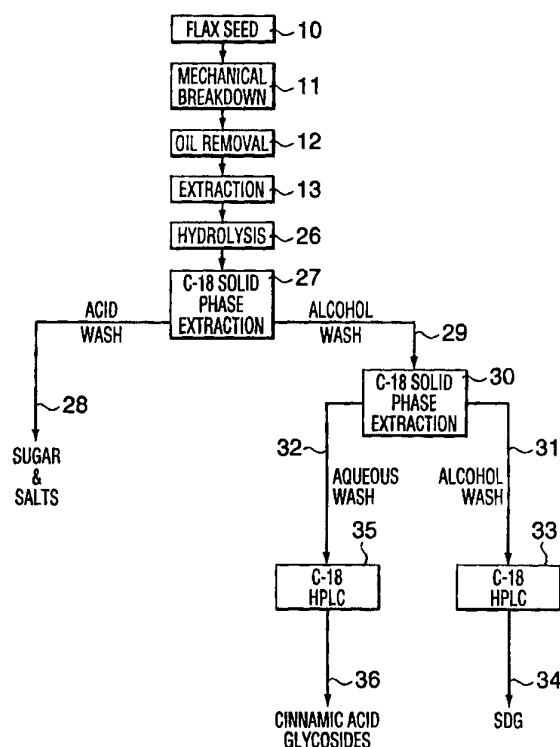 FLAX SEED
10
MECHANICAL
BREAKDOWN
11
OIL REMOVAL
12
EXTRACTION
13
HYDROLYSIS
26
C-18 SOLID
PHASE
EXTRACTION
27
ACID
WASH
ALCOHOL
WASH
28
29
SUGAR
&
SALTS
C-18 SOLID
PHASE
EXTRACTION
30
32
31
AQUEOUS
WASH
ALCOHOL
WASH
35
33
C-18
HPLC
C-18
HPLC
36
34
CINNAMIC ACID
GLYCOSIDES
SDG